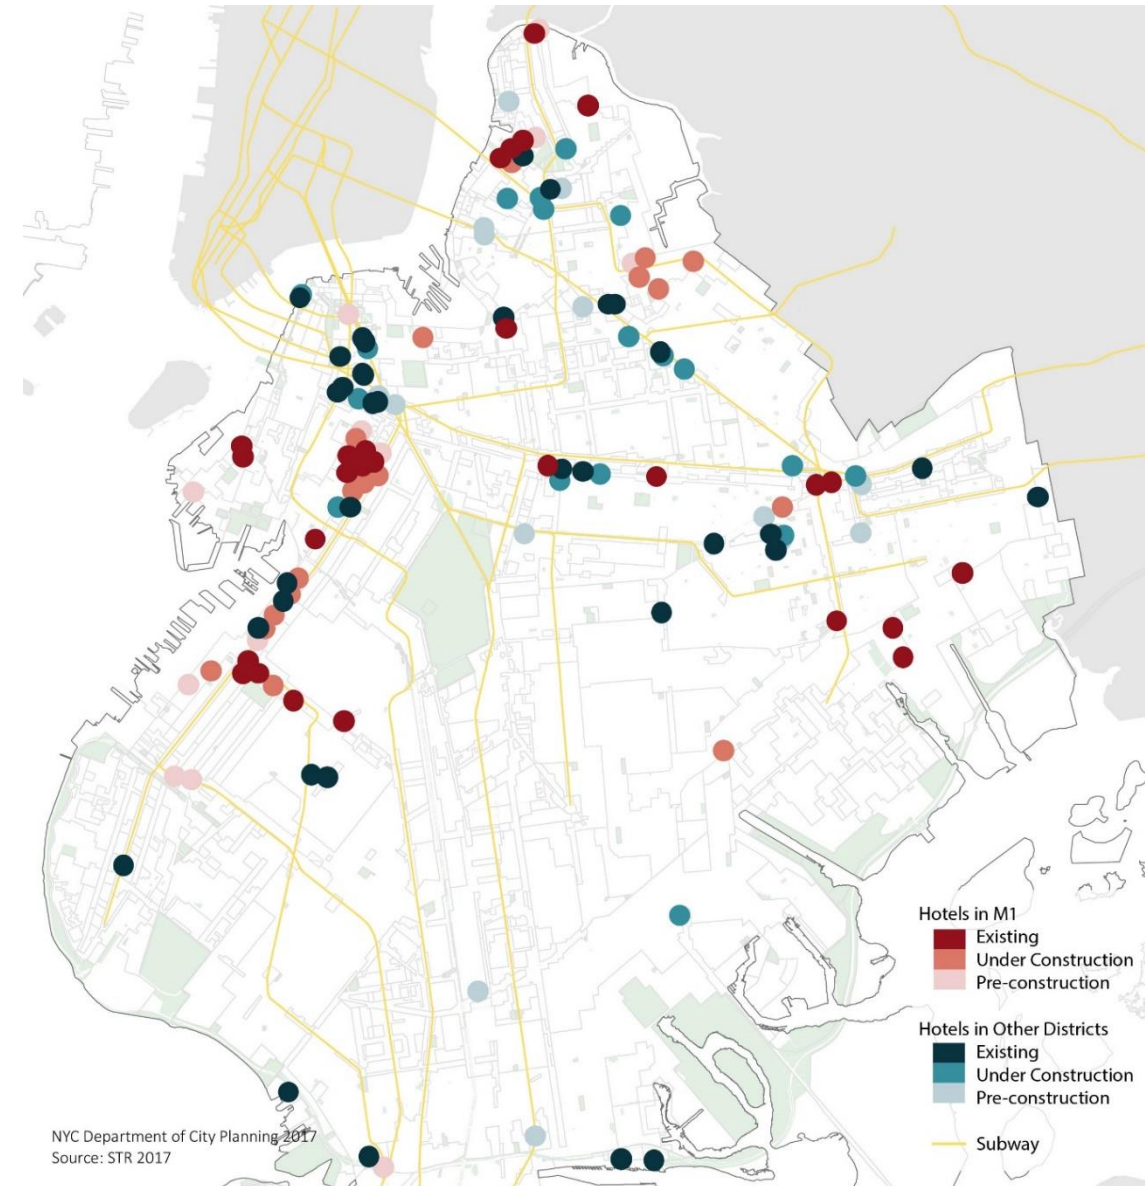 Hotels in M1
Existing
Under Construction
Pre-construction
Hotels in Other Districts
Existing
Under Construction
Pre-construction
Subway
NYC Department of City Planning 2017
Source: STR 2017